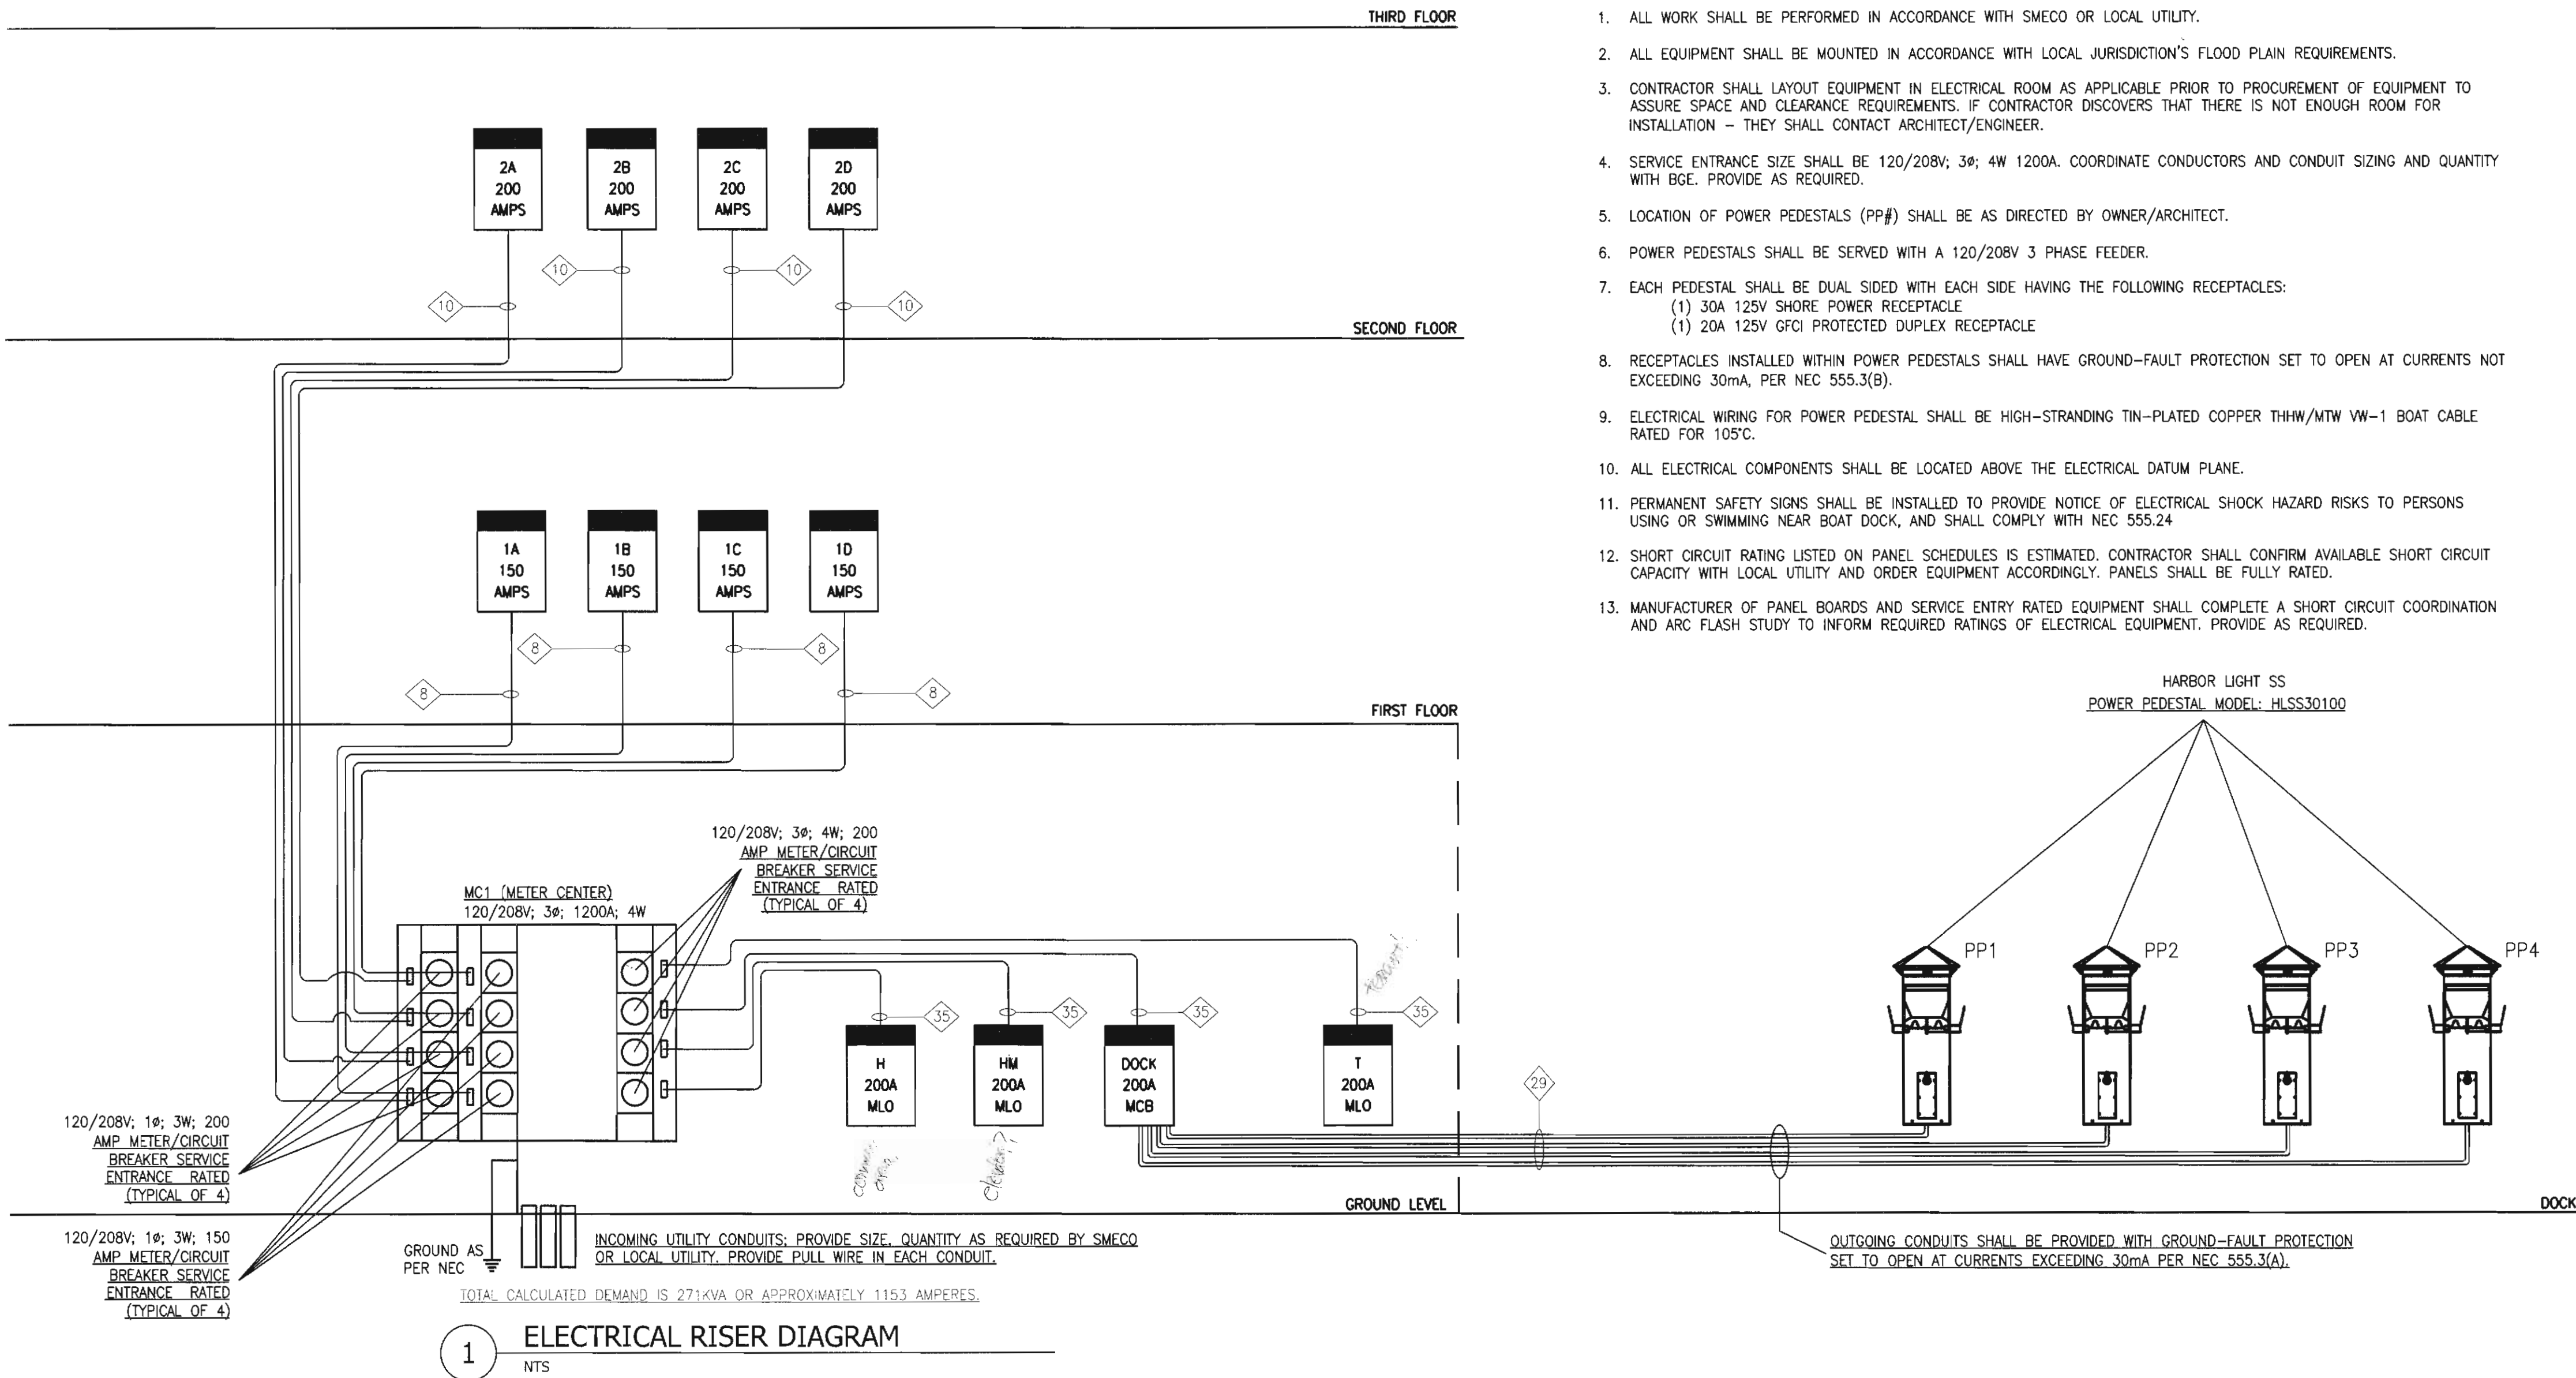 THIRD FLOOR
2A
200
AMPS
2B
200
AMPS
2C
200
AMPS
2D
200
AMPS
10
10
10
10
SECOND FLOOR
1A
150
AMPS
1B
150
AMPS
1C
150
AMPS
1D
150
AMPS
8
8
8
8
FIRST FLOOR
120/208V; 3ø; 4W; 200
AMP METER/CIRCUIT
BREAKER SERVICE
ENTRANCE RATED
(TYPICAL OF 4)
MC1 (METER CENTER)
120/208V; 3ø; 1200A; 4W
35
35
35
35
H
200A
MLO
HM
200A
MLO
DOCK
200A
MCB
T
200A
MLO
elevator?
120/208V; 1ø; 3W; 200
AMP METER/CIRCUIT
BREAKER SERVICE
ENTRANCE RATED
(TYPICAL OF 4)
120/208V; 1ø; 3W; 150
AMP METER/CIRCUIT
BREAKER SERVICE
ENTRANCE RATED
(TYPICAL OF 4)
GROUND LEVEL
GROUND AS
PER NEC
INCOMING UTILITY CONDUITS; PROVIDE SIZE, QUANTITY AS REQUIRED BY SMECO
OR LOCAL UTILITY. PROVIDE PULL WIRE IN EACH CONDUIT.
TOTAL CALCULATED DEMAND IS 271KVA OR APPROXIMATELY 1153 AMPERES.
1
ELECTRICAL RISER DIAGRAM
NTS
1. ALL WORK SHALL BE PERFORMED IN ACCORDANCE WITH SMECO OR LOCAL UTILITY.
2. ALL EQUIPMENT SHALL BE MOUNTED IN ACCORDANCE WITH LOCAL JURISDICTION'S FLOOD PLAIN REQUIREMENTS.
3. CONTRACTOR SHALL LAYOUT EQUIPMENT IN ELECTRICAL ROOM AS APPLICABLE PRIOR TO PROCUREMENT OF EQUIPMENT TO
ASSURE SPACE AND CLEARANCE REQUIREMENTS. IF CONTRACTOR DISCOVERS THAT THERE IS NOT ENOUGH ROOM FOR
INSTALLATION – THEY SHALL CONTACT ARCHITECT/ENGINEER.
4. SERVICE ENTRANCE SIZE SHALL BE 120/208V; 3ø; 4W 1200A. COORDINATE CONDUCTORS AND CONDUIT SIZING AND QUANTITY
WITH BGE. PROVIDE AS REQUIRED.
5. LOCATION OF POWER PEDESTALS (PP#) SHALL BE AS DIRECTED BY OWNER/ARCHITECT.
6. POWER PEDESTALS SHALL BE SERVED WITH A 120/208V 3 PHASE FEEDER.
7. EACH PEDESTAL SHALL BE DUAL SIDED WITH EACH SIDE HAVING THE FOLLOWING RECEPTACLES:
(1) 30A 125V SHORE POWER RECEPTACLE
(1) 20A 125V GFCI PROTECTED DUPLEX RECEPTACLE
8. RECEPTACLES INSTALLED WITHIN POWER PEDESTALS SHALL HAVE GROUND-FAULT PROTECTION SET TO OPEN AT CURRENTS NOT
EXCEEDING 30mA, PER NEC 555.3(B).
9. ELECTRICAL WIRING FOR POWER PEDESTAL SHALL BE HIGH-STRANDING TIN-PLATED COPPER THHW/MTW VW-1 BOAT CABLE
RATED FOR 105°C.
10. ALL ELECTRICAL COMPONENTS SHALL BE LOCATED ABOVE THE ELECTRICAL DATUM PLANE.
11. PERMANENT SAFETY SIGNS SHALL BE INSTALLED TO PROVIDE NOTICE OF ELECTRICAL SHOCK HAZARD RISKS TO PERSONS
USING OR SWIMMING NEAR BOAT DOCK, AND SHALL COMPLY WITH NEC 555.24
12. SHORT CIRCUIT RATING LISTED ON PANEL SCHEDULES IS ESTIMATED. CONTRACTOR SHALL CONFIRM AVAILABLE SHORT CIRCUIT
CAPACITY WITH LOCAL UTILITY AND ORDER EQUIPMENT ACCORDINGLY. PANELS SHALL BE FULLY RATED.
13. MANUFACTURER OF PANEL BOARDS AND SERVICE ENTRY RATED EQUIPMENT SHALL COMPLETE A SHORT CIRCUIT COORDINATION
AND ARC FLASH STUDY TO INFORM REQUIRED RATINGS OF ELECTRICAL EQUIPMENT. PROVIDE AS REQUIRED.
HARBOR LIGHT SS
POWER PEDESTAL MODEL: HLSS30100
PP1
PP2
PP3
PP4
29
DOCK
OUTGOING CONDUITS SHALL BE PROVIDED WITH GROUND-FAULT PROTECTION
SET TO OPEN AT CURRENTS EXCEEDING 30mA PER NEC 555.3(A).